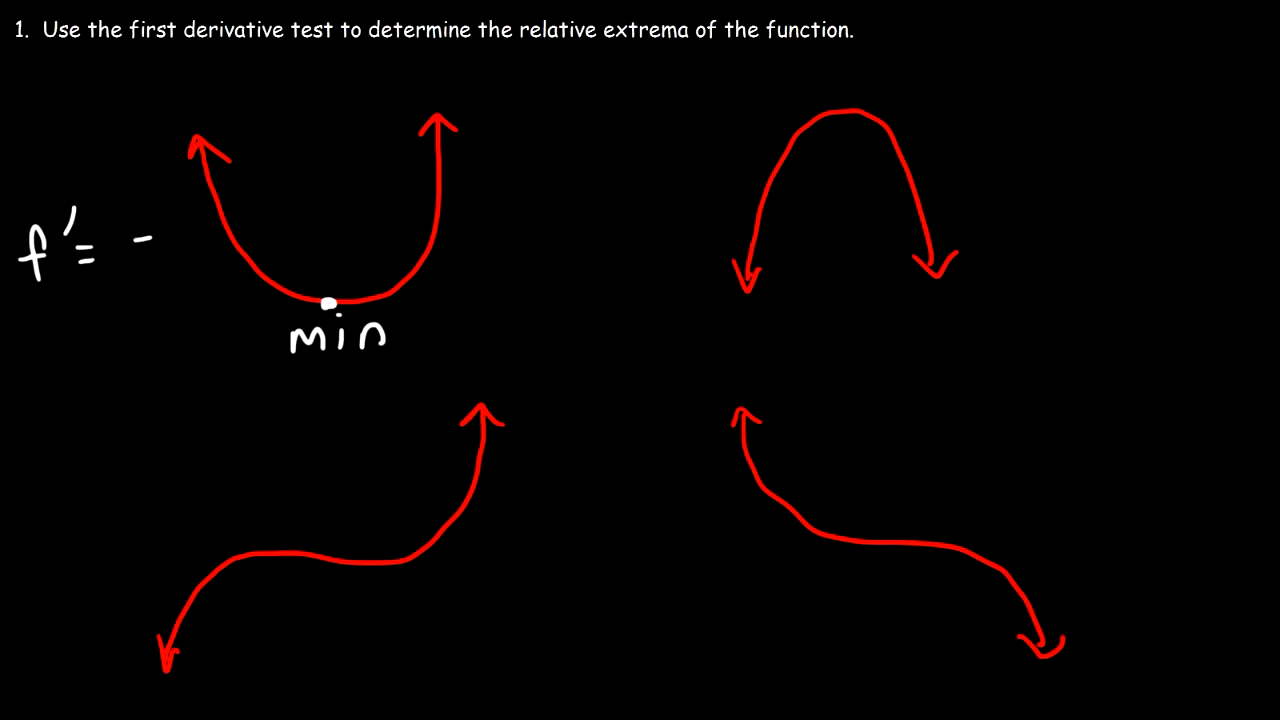 1. Use the first derivative test to determine the relative extrema of the function.
f' = -
min